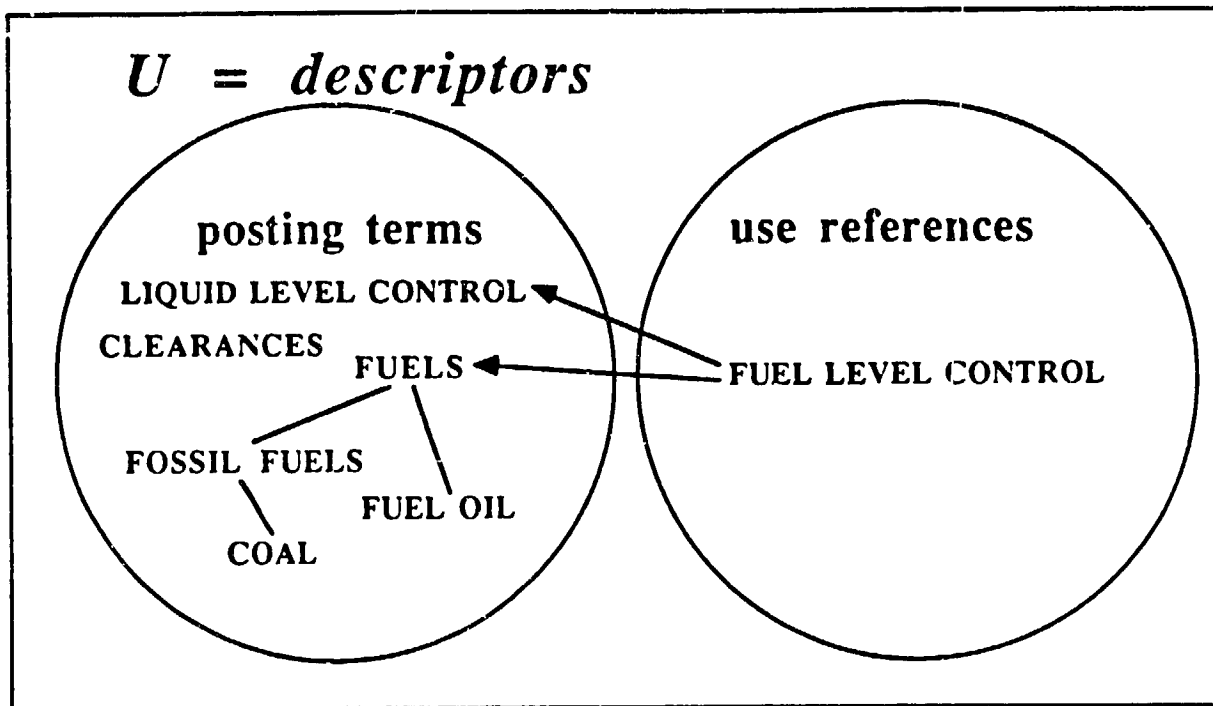 U = descriptors
posting terms
LIQUID LEVEL CONTROL
CLEARANCES
FUELS
FOSSIL FUELS
FUEL OIL
COAL
use references
FUEL LEVEL CONTROL